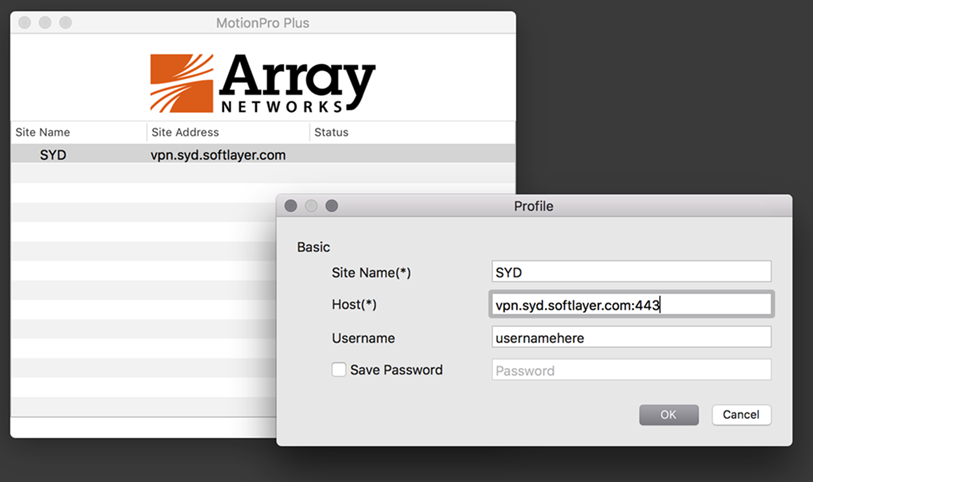 MotionPro Plus
Array
NETWORKS
Site Name Site Address Status
SYD vpn.syd.softlayer.com
Profile
Basic
Site Name(*) SYD
Host(*) vpn.syd.softlayer.com:443
Username usernamehere
Save Password Password
OK Cancel